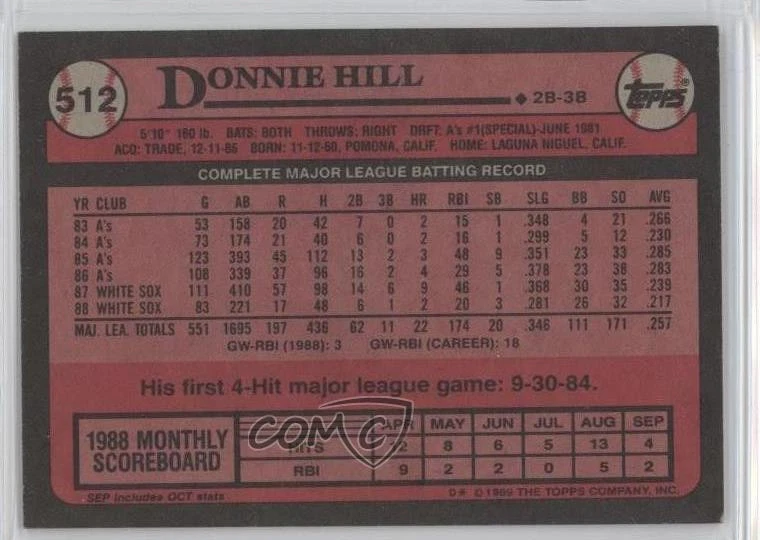 512
DONNIE HILL
◆ 2B-3B
TOPPS®
5'10" 160 lb. BATS: BOTH THROWS: RIGHT DRFT: A's #1(SPECIAL)-JUNE 1981
ACQ: TRADE, 12-11-86 BORN: 11-12-60, POMONA, CALIF. HOME: LAGUNA NIGUEL, CALIF.
COMPLETE MAJOR LEAGUE BATTING RECORD
YR CLUB G AB R H 2B 3B HR RBI SB SLG BB SO AVG
83 A's 53 158 20 42 7 0 2 15 1 .348 4 21 .266
84 A's 73 174 21 40 6 0 2 16 1 .299 5 12 .230
85 A's 123 393 45 112 13 2 3 48 9 .351 23 33 .285
86 A's 108 339 37 96 16 2 4 29 5 .378 23 38 .283
87 WHITE SOX 111 410 57 98 14 6 9 46 1 .368 30 35 .239
88 WHITE SOX 83 221 17 48 6 1 2 20 3 .281 26 32 .217
MAJ. LEA. TOTALS 551 1695 197 436 62 11 22 174 20 .346 111 171 .257
GW-RBI (1988): 3 GW-RBI (CAREER): 18
His first 4-Hit major league game: 9-30-84.
1988 MONTHLY SCOREBOARD
APR MAY JUN JUL AUG SEP
HITS 8 6 5 13 4
RBI 9 2 2 0 5 2
COMC
SEP includes OCT stats
D* © 1989 THE TOPPS COMPANY, INC.